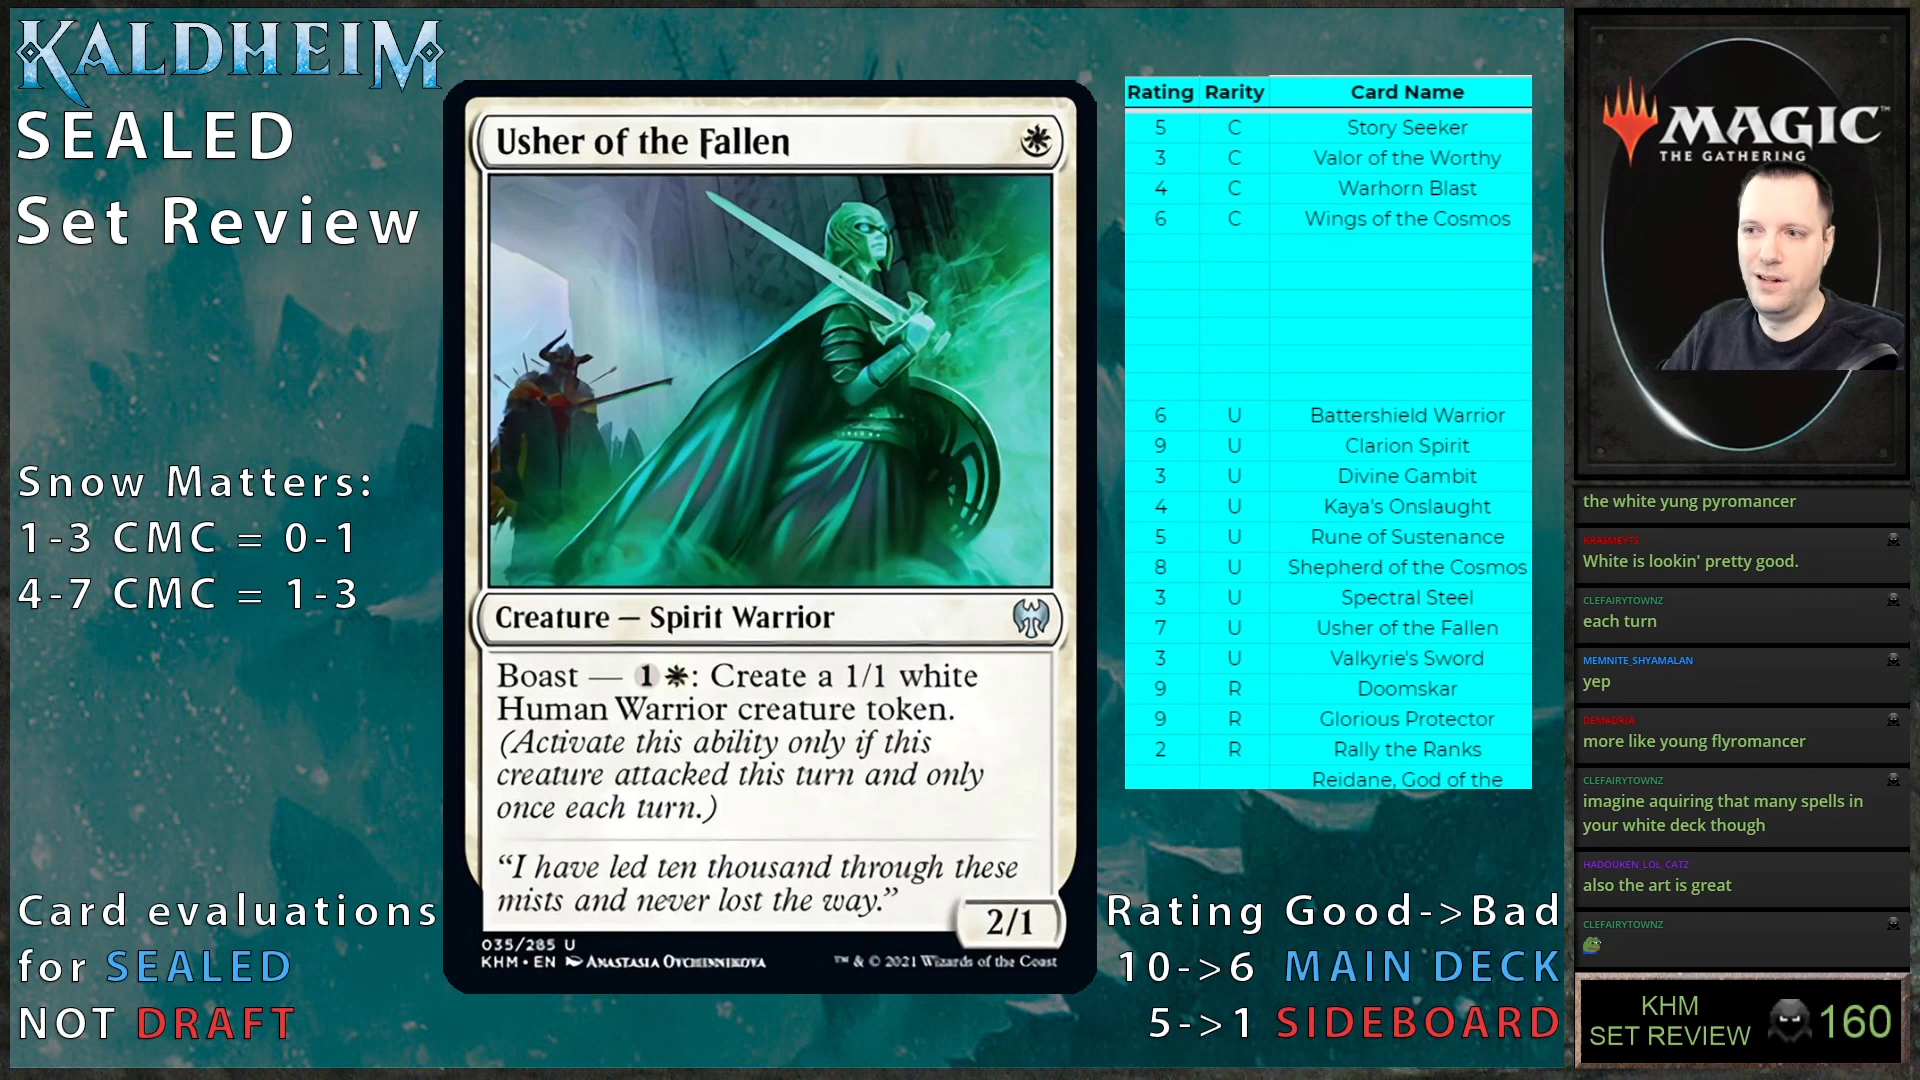 KALDHEIM
SEALED
Set Review
Snow Matters:
1-3 CMC = 0-1
4-7 CMC = 1-3
Card evaluations
for SEALED
NOT DRAFT
Usher of the Fallen
Creature — Spirit Warrior
Boast — 1: Create a 1/1 white
Human Warrior creature token.
(Activate this ability only if this
creature attacked this turn and only
once each turn.)
“I have led ten thousand through these
mists and never lost the way.”
2/1
035/285 U
KHM • EN ANASTASIA OVCHINNIKOVA
™ & © 2021 Wizards of the Coast
Rating Rarity Card Name
5 C Story Seeker
3 C Valor of the Worthy
4 C Warhorn Blast
6 C Wings of the Cosmos
6 U Battershield Warrior
9 U Clarion Spirit
3 U Divine Gambit
4 U Kaya's Onslaught
5 U Rune of Sustenance
8 U Shepherd of the Cosmos
3 U Spectral Steel
7 U Usher of the Fallen
3 U Valkyrie's Sword
9 R Doomskar
9 R Glorious Protector
2 R Rally the Ranks
Reidane, God of the
Rating Good->Bad
10->6 MAIN DECK
5->1 SIDEBOARD
MAGIC™
THE GATHERING
the white yung pyromancer
KRASMEYTS
White is lookin' pretty good.
CLEFAIRYTOWNZ
each turn
MEMNITE_SHYAMALAN
yep
DEMADRIA
more like young flyromancer
CLEFAIRYTOWNZ
imagine aquiring that many spells in
your white deck though
HADOUKEN_LOL_CATZ
also the art is great
CLEFAIRYTOWNZ
KHM
SET REVIEW
160